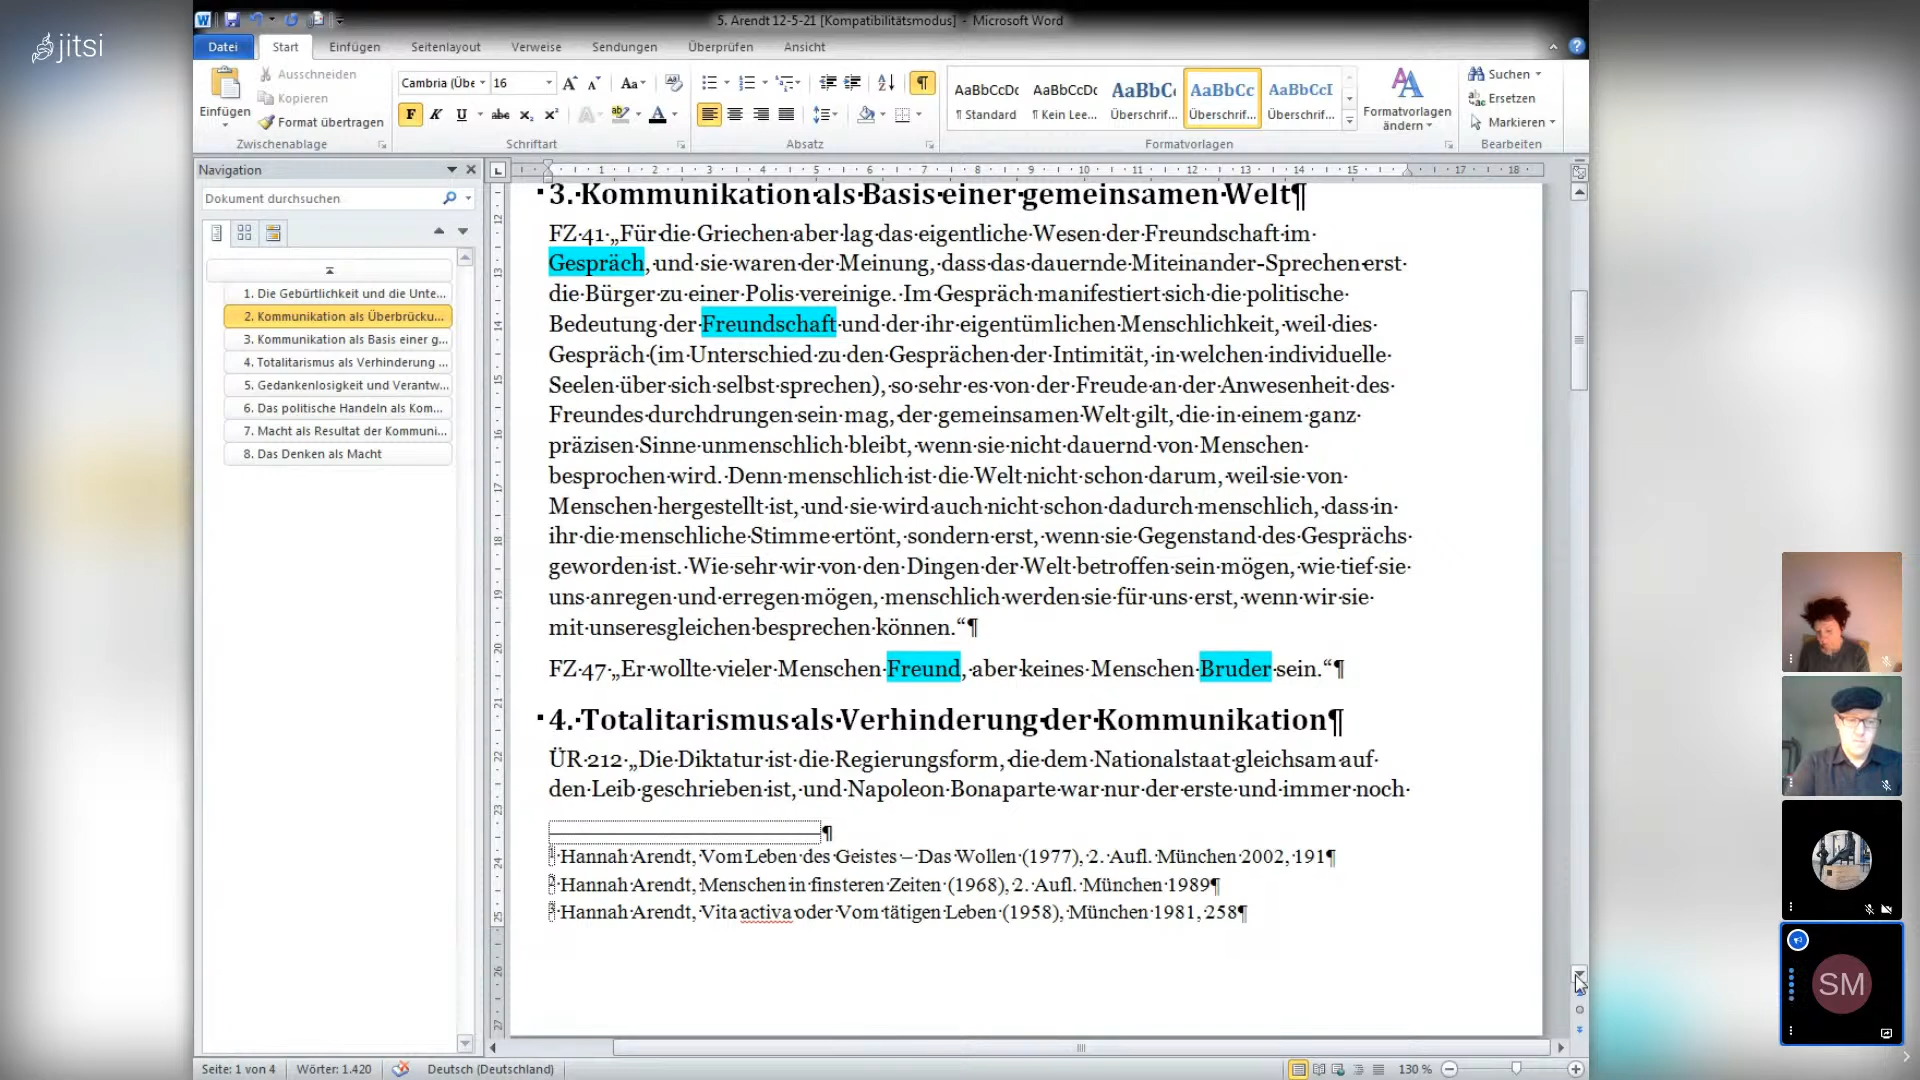 jitsi
5. Arendt 12-5-21 [Kompatibilitätsmodus] - Microsoft Word
Datei Start Einfügen Seitenlayout Verweise Sendungen Überprüfen Ansicht
Einfügen
Ausschneiden
Kopieren
Format übertragen
Zwischenablage
Cambria (Übe 16
Schriftart
Absatz
AaBbCcDc AaBbCcDc AaBbC AaBbCc AaBbCcI
¶ Standard ¶ Kein Lee... Überschrif... Überschrif... Überschrif...
Formatvorlagen
ändern
Formatvorlagen
Suchen
Ersetzen
Markieren
Bearbeiten
Navigation
Dokument durchsuchen
1. Die Gebürtlichkeit und die Unte...
2. Kommunikation als Überbrücku...
3. Kommunikation als Basis einer g...
4. Totalitarismus als Verhinderung ...
5. Gedankenlosigkeit und Verantw...
6. Das politische Handeln als Kom...
7. Macht als Resultat der Kommuni...
8. Das Denken als Macht
3. Kommunikation als Basis einer gemeinsamen Welt¶
FZ 41 „Für die Griechen aber lag das eigentliche Wesen der Freundschaft im
Gespräch, und sie waren der Meinung, dass das dauernde Miteinander-Sprechen erst
die Bürger zu einer Polis vereinige. Im Gespräch manifestiert sich die politische
Bedeutung der Freundschaft und der ihr eigentümlichen Menschlichkeit, weil dies
Gespräch (im Unterschied zu den Gesprächen der Intimität, in welchen individuelle
Seelen über sich selbst sprechen), so sehr es von der Freude an der Anwesenheit des
Freundes durchdrungen sein mag, der gemeinsamen Welt gilt, die in einem ganz
präzisen Sinne unmenschlich bleibt, wenn sie nicht dauernd von Menschen
besprochen wird. Denn menschlich ist die Welt nicht schon darum, weil sie von
Menschen hergestellt ist, und sie wird auch nicht schon dadurch menschlich, dass in
ihr die menschliche Stimme ertönt, sondern erst, wenn sie Gegenstand des Gesprächs
geworden ist. Wie sehr wir von den Dingen der Welt betroffen sein mögen, wie tief sie
uns anregen und erregen mögen, menschlich werden sie für uns erst, wenn wir sie
mit unseresgleichen besprechen können.“¶
FZ 47 „Er wollte vieler Menschen Freund, aber keines Menschen Bruder sein.“¶
4. Totalitarismus als Verhinderung der Kommunikation¶
ÜR 212 „Die Diktatur ist die Regierungsform, die dem Nationalstaat gleichsam auf
den Leib geschrieben ist, und Napoleon Bonaparte war nur der erste und immer noch
¶
1 Hannah Arendt, Vom Leben des Geistes – Das Wollen (1977), 2. Aufl. München 2002, 191¶
2 Hannah Arendt, Menschen in finsteren Zeiten (1968), 2. Aufl. München 1989¶
3 Hannah Arendt, Vita activa oder Vom tätigen Leben (1958), München 1981, 258¶
SM
Seite: 1 von 4 Wörter: 1.420 Deutsch (Deutschland) 130 %